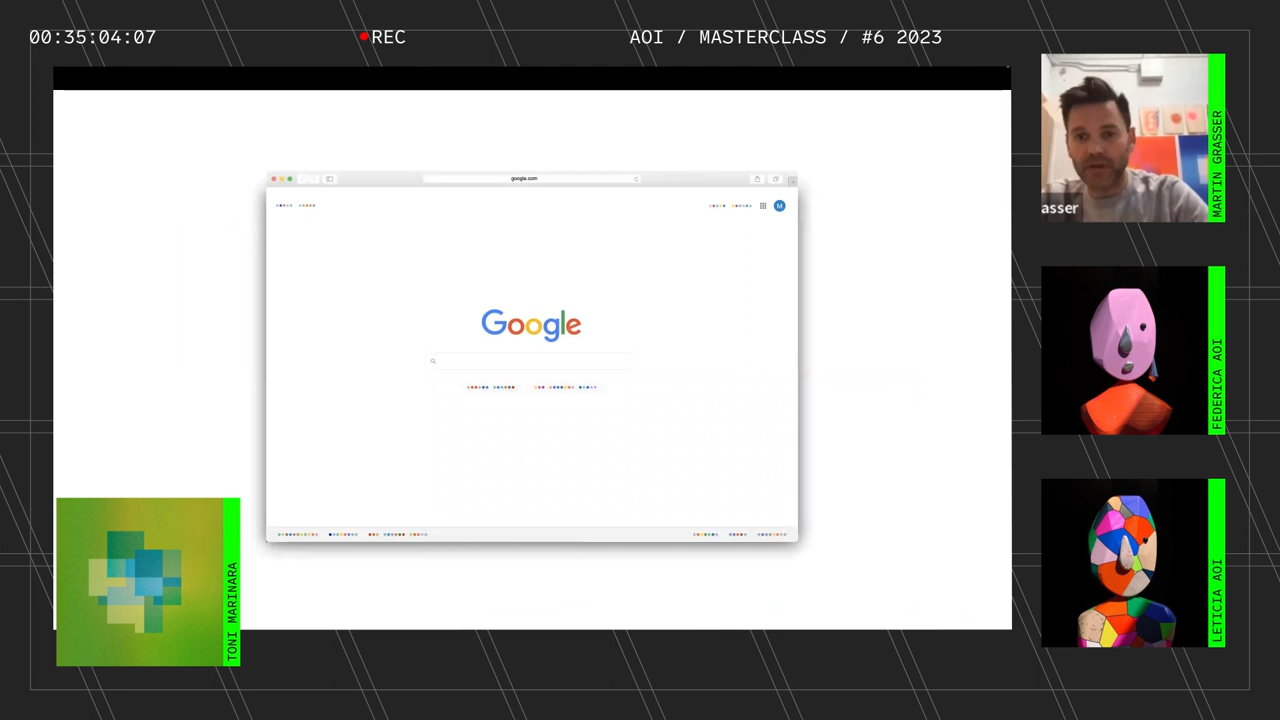 00:35:04:07
REC
AOI / MASTERCLASS / #6 2023
google.com
M
Google
asser
MARTIN GRASSER
FEDERICA AOI
LETICIA AOI
TONI MARINARA